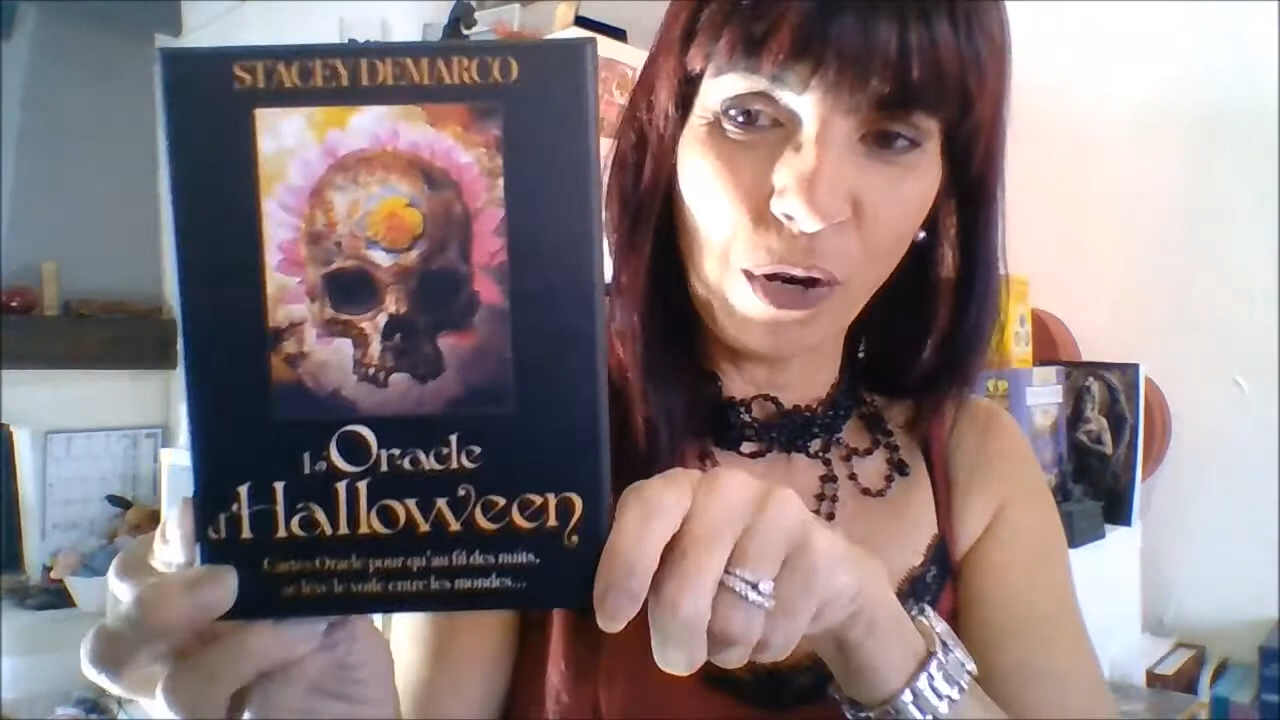 STACEY DEMARCO
L'Oracle
d'Halloween
Cartes Oracle pour qu'au fil des nuits,
se lève le voile entre les mondes...